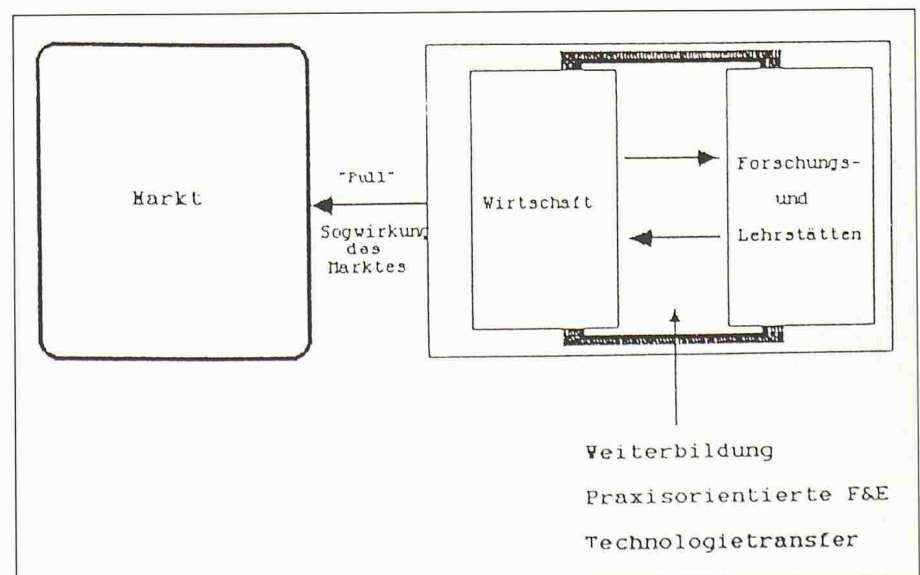 Markt
"Pull"
Sogwirkung
des
Marktes
Wirtschaft
Forschungs-
und
Lehrstätten
Weiterbildung
Praxisorientierte F&E
Technologietransfer